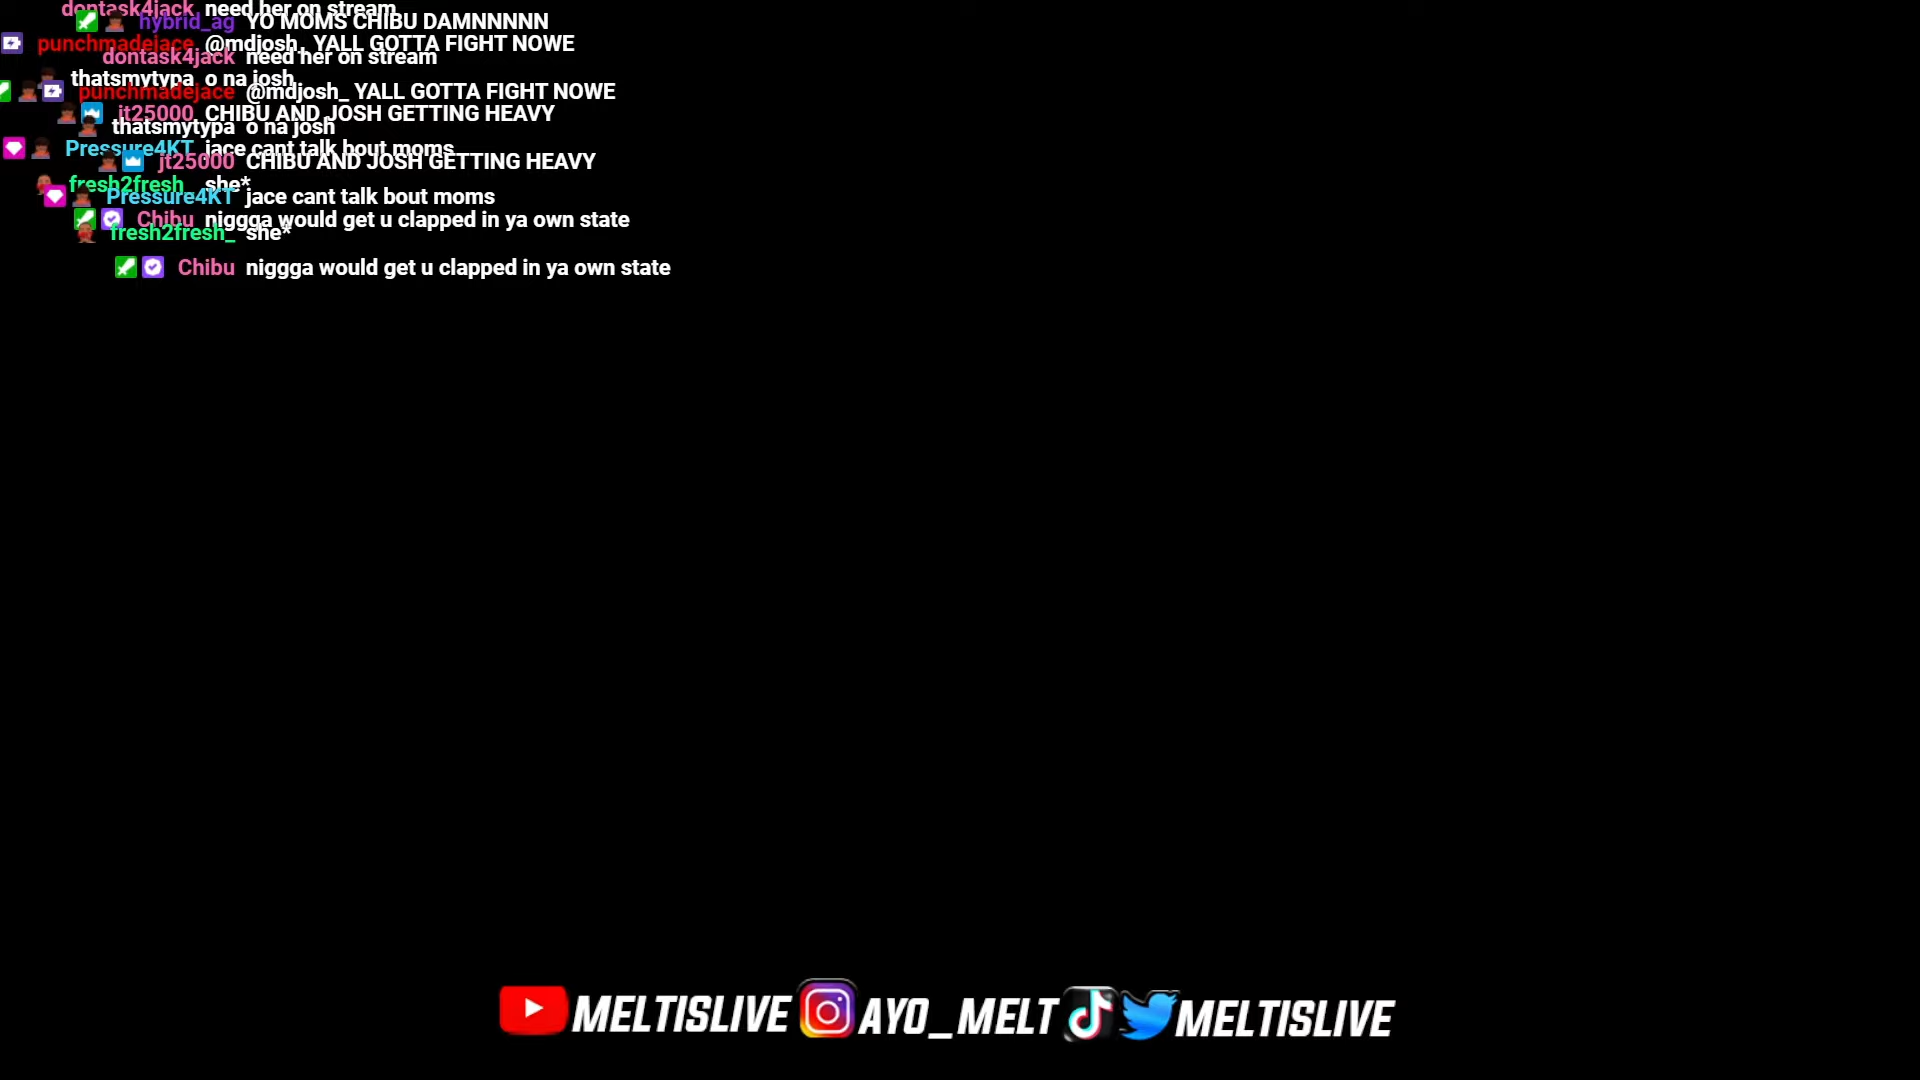 dontask4jack need her on stream
hybrid_ag YO MOMS CHIBU DAMNNNNN
punchmadejace @mdjosh_ YALL GOTTA FIGHT NOWE
dontask4jack need her on stream
thatsmytypa o na josh
punchmadejace @mdjosh_ YALL GOTTA FIGHT NOWE
jt25000 CHIBU AND JOSH GETTING HEAVY
thatsmytypa o na josh
Pressure4KT jace cant talk bout moms
jt25000 CHIBU AND JOSH GETTING HEAVY
fresh2fresh_ she*
Pressure4KT jace cant talk bout moms
Chibu niggga would get u clapped in ya own state
fresh2fresh_ she*
Chibu niggga would get u clapped in ya own state
MELTISLIVE AYO_MELT MELTISLIVE